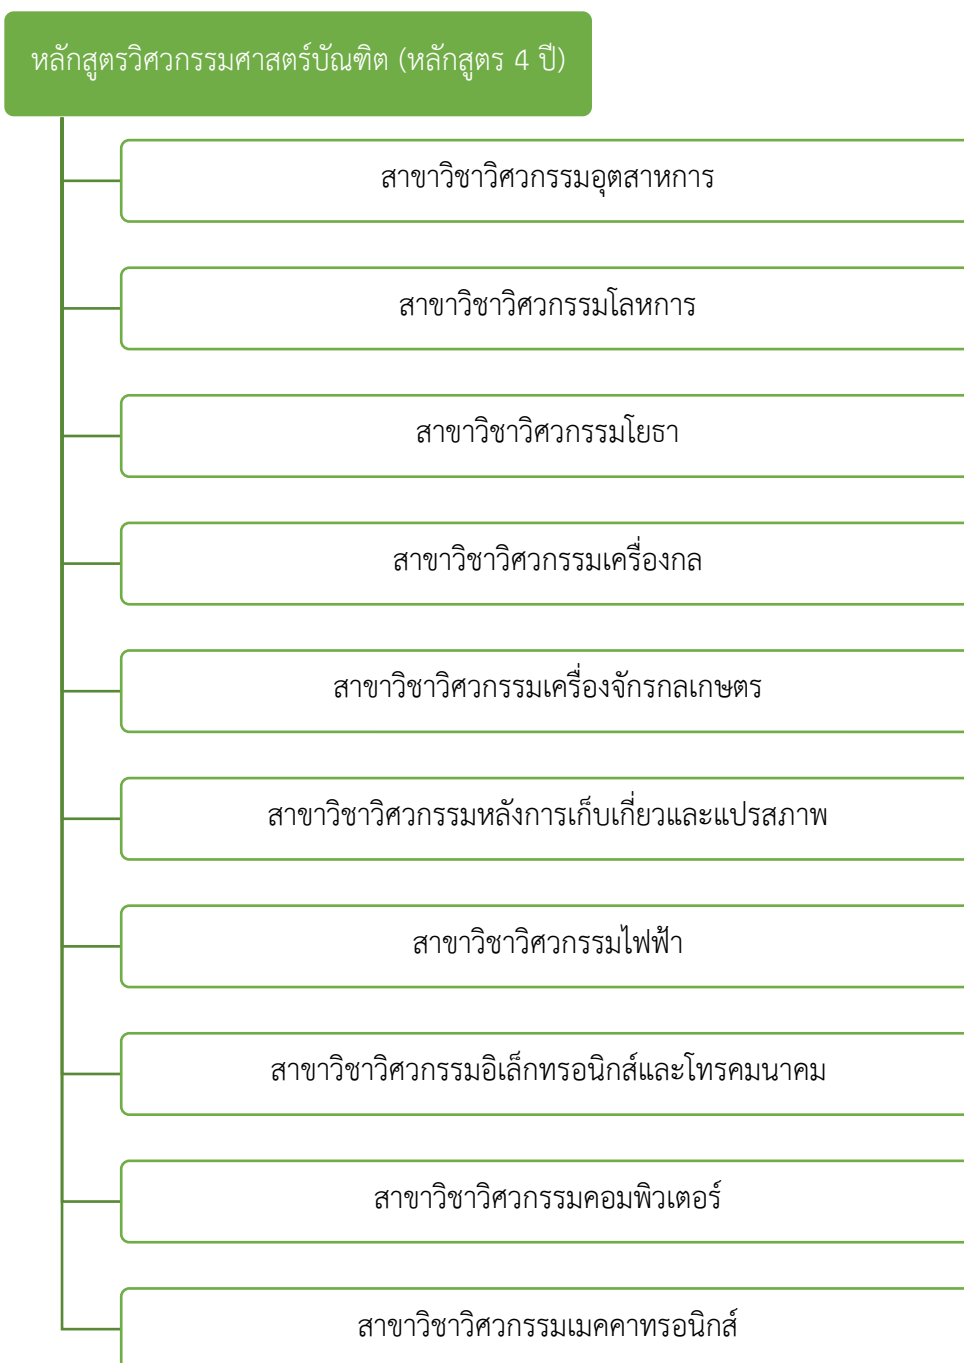 หลักสูตรวิศวกรรมศาสตร์บัณฑิต (หลักสูตร 4 ปี)
สาขาวิชาวิศวกรรมอุตสาหการ
สาขาวิชาวิศวกรรมโลหการ
สาขาวิชาวิศวกรรมโยธา
สาขาวิชาวิศวกรรมเครื่องกล
สาขาวิชาวิศวกรรมเครื่องจักรกลเกษตร
สาขาวิชาวิศวกรรมหลังการเก็บเกี่ยวและแปรสภาพ
สาขาวิชาวิศวกรรมไฟฟ้า
สาขาวิชาวิศวกรรมอิเล็กทรอนิกส์และโทรคมนาคม
สาขาวิชาวิศวกรรมคอมพิวเตอร์
สาขาวิชาวิศวกรรมเมคคาทรอนิกส์